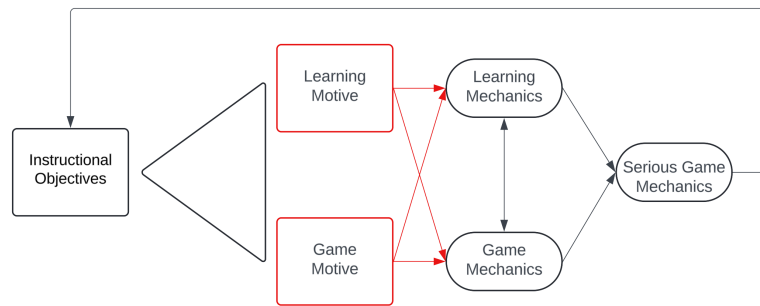 Instructional
Objectives
Learning
Motive
Game
Motive
Learning
Mechanics
Game
Mechanics
Serious Game
Mechanics